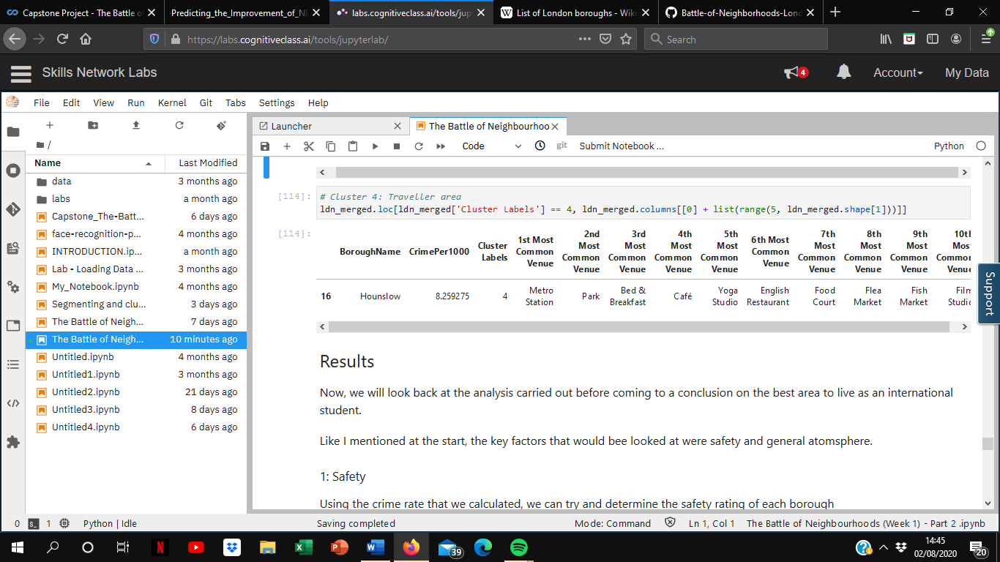 Capstone Project - The Battle of
Predicting_the_Improvement_of_NB
labs.cognitiveclass.ai/tools/jup
List of London boroughs - Wiki
Battle-of-Neighborhoods-Lond
https://labs.cognitiveclass.ai/tools/jupyterlab/
Search
Skills Network Labs
4
Account
My Data
File Edit View Run Kernel Git Tabs Settings Help
Launcher
The Battle of Neighbourhoo
/
Code
git
Submit Notebook ...
Python
Name
Last Modified
data 3 months ago
labs a month ago
Capstone_The-Batt... 6 days ago
face-recognition-p... 4 months ago
INTRODUCTION.ip... a month ago
Lab - Loading Data ... 3 months ago
My_Notebook.ipynb 4 months ago
Segmenting and clu... 3 days ago
The Battle of Neigh... 7 days ago
The Battle of Neigh... 10 minutes ago
Untitled.ipynb 4 months ago
Untitled1.ipynb 3 months ago
Untitled2.ipynb 21 days ago
Untitled3.ipynb 8 days ago
Untitled4.ipynb 6 days ago
[114]:
# Cluster 4: Traveller area
ldn_merged.loc[ldn_merged['Cluster Labels'] == 4, ldn_merged.columns[[0] + list(range(5, ldn_merged.shape[1]))]]
[114]:
BoroughName CrimePer1000 Cluster Labels 1st Most Common Venue 2nd Most Common Venue 3rd Most Common Venue 4th Most Common Venue 5th Most Common Venue 6th Most Common Venue 7th Most Common Venue 8th Most Common Venue 9th Most Common Venue 10th Most Common Venue
16 Hounslow 8.259275 4 Metro Station Park Bed & Breakfast Café Yoga Studio English Restaurant Food Court Flea Market Fish Market Film Studio
Support
Results
Now, we will look back at the analysis carried out before coming to a conclusion on the best area to live as an international
student.
Like I mentioned at the start, the key factors that would bee looked at were safety and general atomsphere.
1: Safety
Using the crime rate that we calculated, we can try and determine the safety rating of each borough
0 1 Python | Idle
Saving completed
Mode: Command
Ln 1, Col 1
The Battle of Neighbourhoods (Week 1) - Part 2 .ipynb
39
14:45
02/08/2020
20